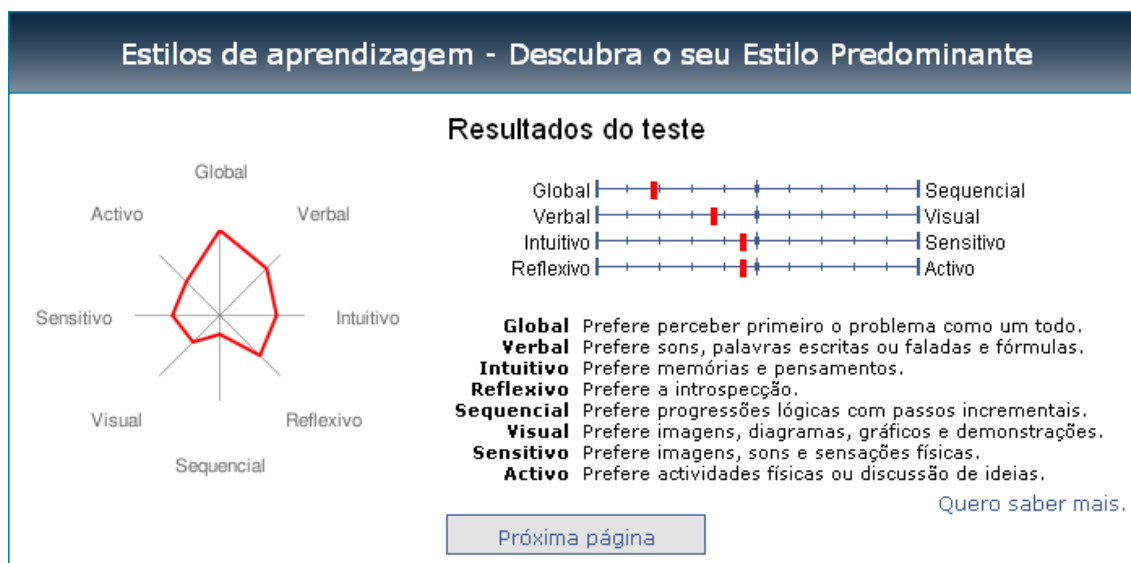 Estilos de aprendizagem - Descubra o seu Estilo Predominante
Resultados do teste
Global
Activo
Verbal
Sensitivo
Intuitivo
Visual
Reflexivo
Sequencial
Global Sequencial
Verbal Visual
Intuitivo Sensitivo
Reflexivo Activo
Global Prefere perceber primeiro o problema como um todo.
Verbal Prefere sons, palavras escritas ou faladas e fórmulas.
Intuitivo Prefere memórias e pensamentos.
Reflexivo Prefere a introspecção.
Sequencial Prefere progressões lógicas com passos incrementais.
Visual Prefere imagens, diagramas, gráficos e demonstrações.
Sensitivo Prefere imagens, sons e sensações físicas.
Activo Prefere actividades físicas ou discussão de ideias.
Quero saber mais.
Próxima página